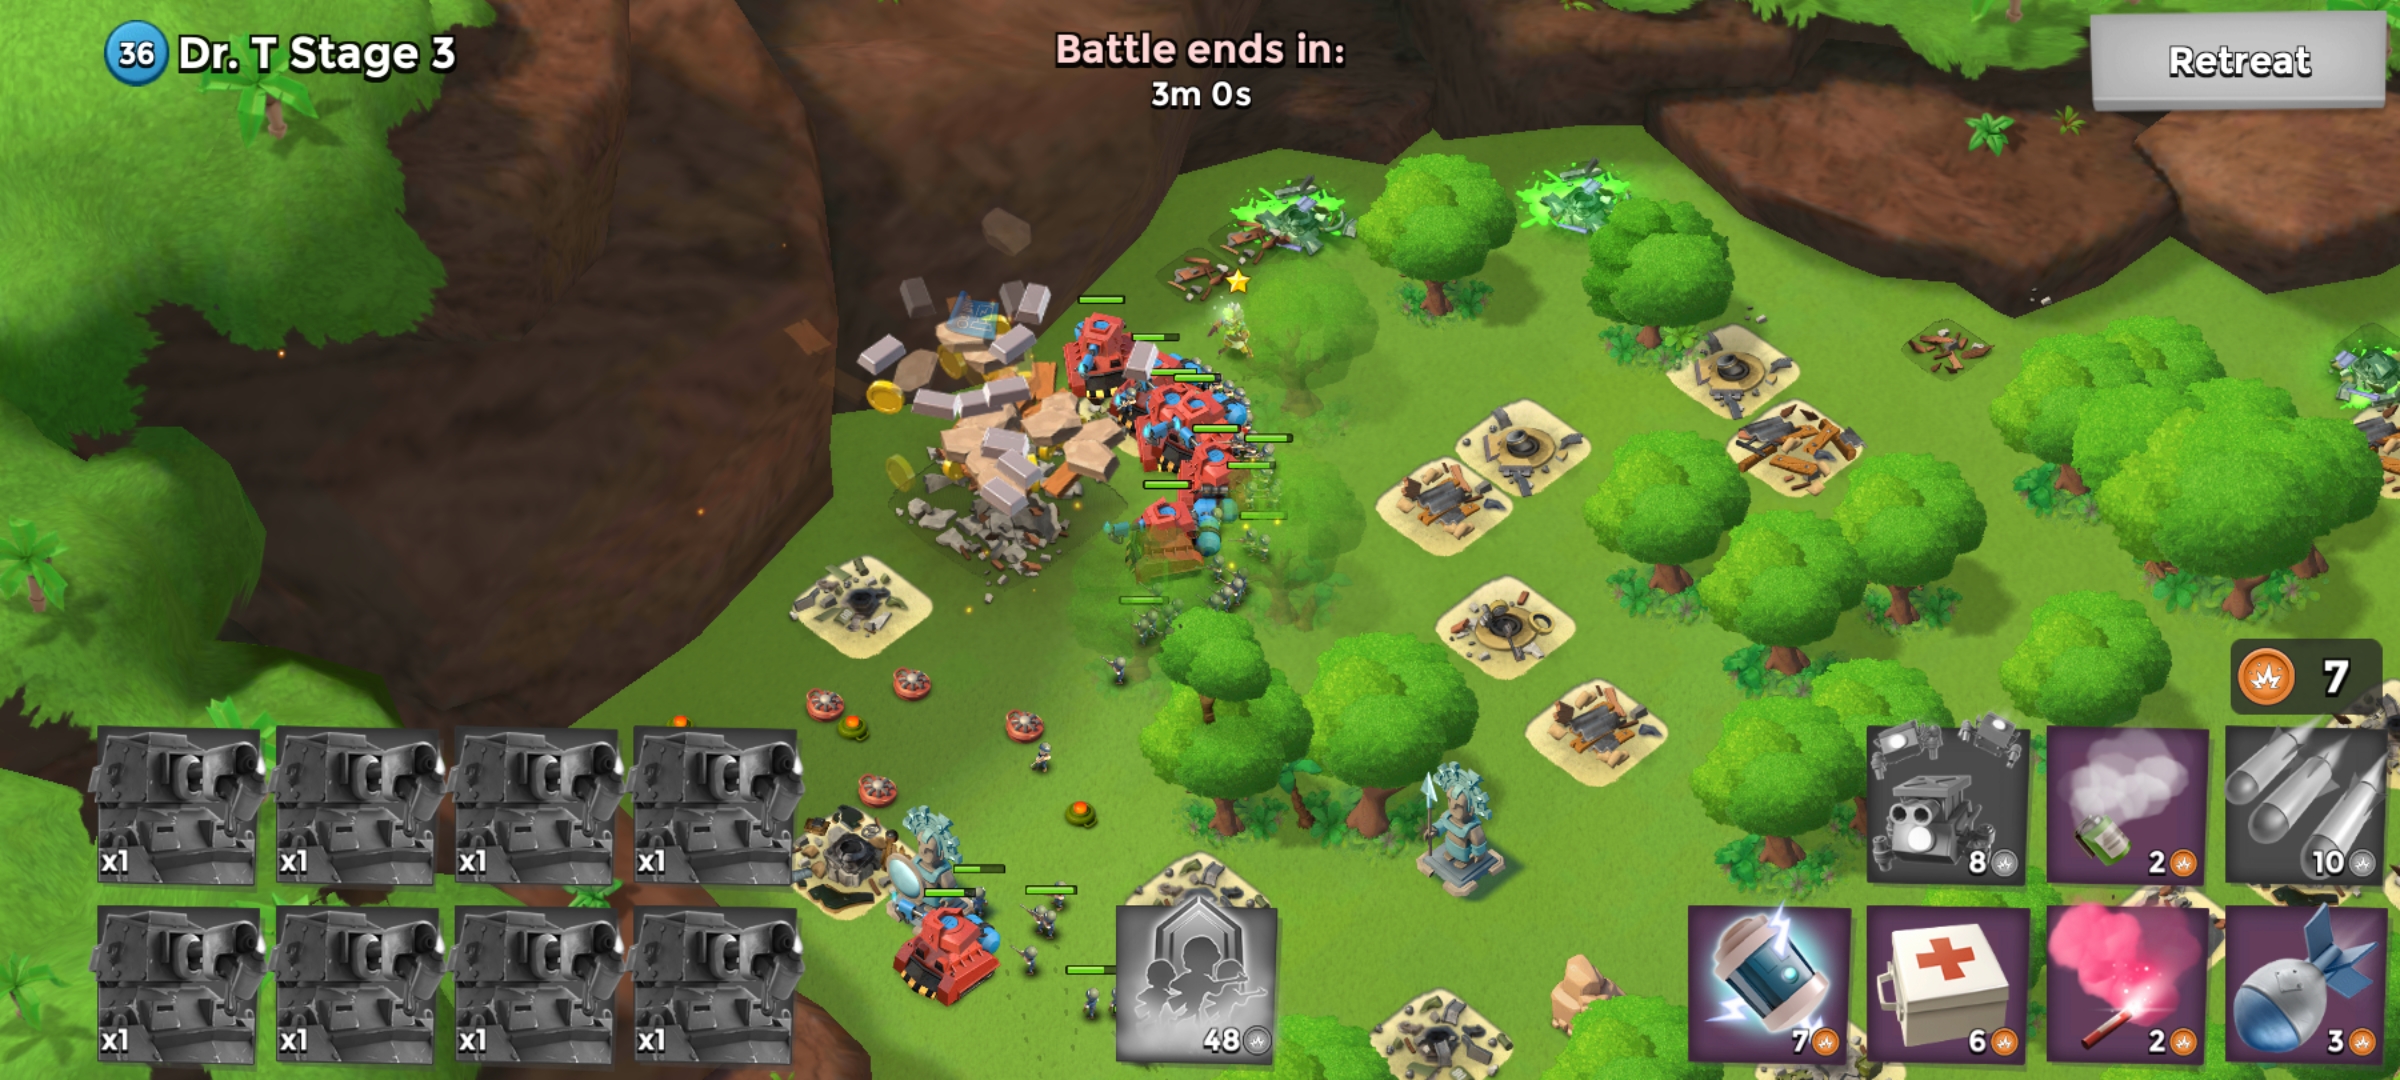 36 Dr. T Stage 3
Battle ends in:
3m 0s
Retreat
7
x1 x1 x1 x1
8 2 10
x1 x1 x1 x1
48
7 6 2 3